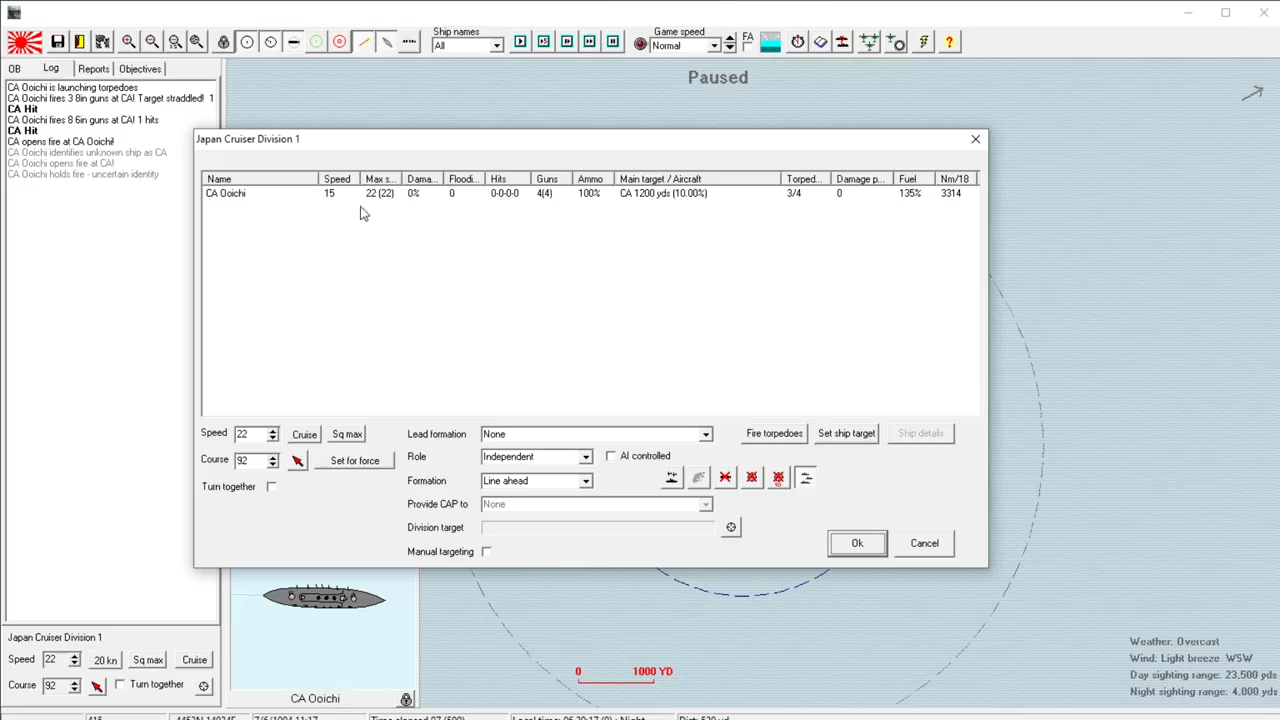 Ship names
All
Game speed
Normal
FA
OB
Log
Reports
Objectives
Paused
CA Ooichi is launching torpedoes
CA Ooichi fires 3 8in guns at CA! Target straddled! 1
CA Hit
CA Ooichi fires 8 6in guns at CA! 1 hits
CA Hit
CA opens fire at CA Ooichi!
CA Ooichi identifies unknown ship as CA
CA Ooichi opens fire at CA!
CA Ooichi holds fire - uncertain identity
Japan Cruiser Division 1
Name Speed Max s... Dama... Floodi... Hits Guns Ammo Main target / Aircraft Torped... Damage p... Fuel Nm/18
CA Ooichi 15 22 (22) 0% 0 0-0-0-0 4(4) 100% CA 1200 yds (10.00%) 3/4 0 135% 3314
Speed 22 Cruise Sq max
Lead formation None
Fire torpedoes
Set ship target
Ship details
Course 92 Set for force
Role Independent
AI controlled
Turn together
Formation Line ahead
10
Provide CAP to None
Division target
Manual targeting
Ok
Cancel
Japan Cruiser Division 1
Speed 22 20 kn Sq max Cruise
Course 92 Turn together
CA Ooichi
0 1000 YD
Weather: Overcast
Wind: Light breeze WSW
Day sighting range: 23,500 yds
Night sighting range: 4,000 yds